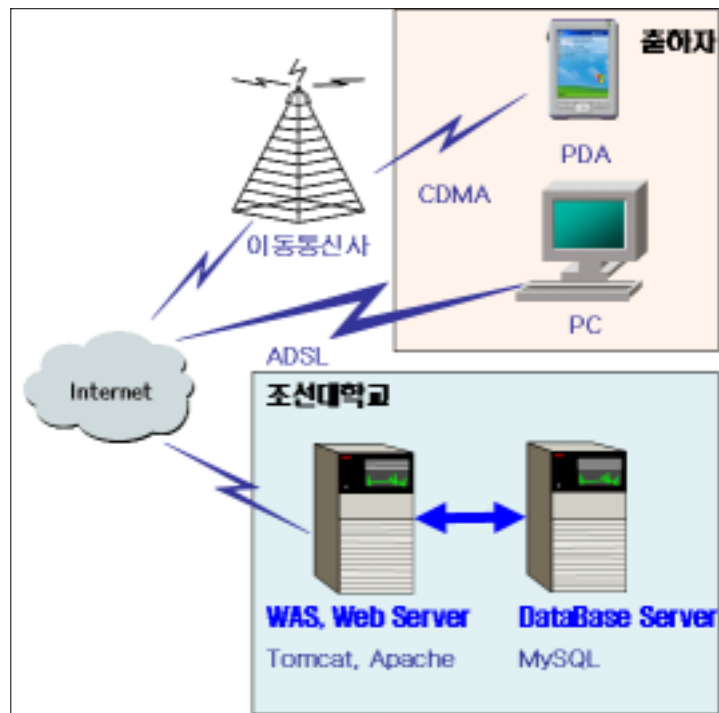 출하자
PDA
CDMA
이동통신사
PC
ADSL
Internet
조선대학교
WAS, Web Server
DataBase Server
Tomcat, Apache
MySQL